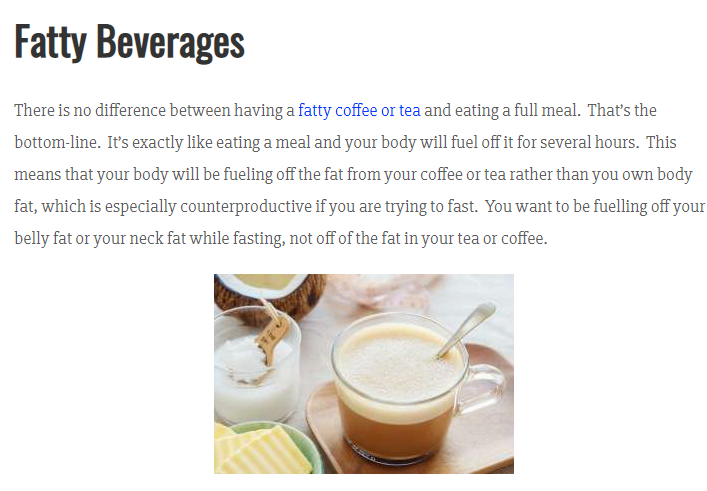 Fatty Beverages
There is no difference between having a fatty coffee or tea and eating a full meal.  That's the
bottom-line.  It's exactly like eating a meal and your body will fuel off it for several hours.  This
means that your body will be fueling off the fat from your coffee or tea rather than you own body
fat, which is especially counterproductive if you are trying to fast.  You want to be fuelling off your
belly fat or your neck fat while fasting, not off of the fat in your tea or coffee.